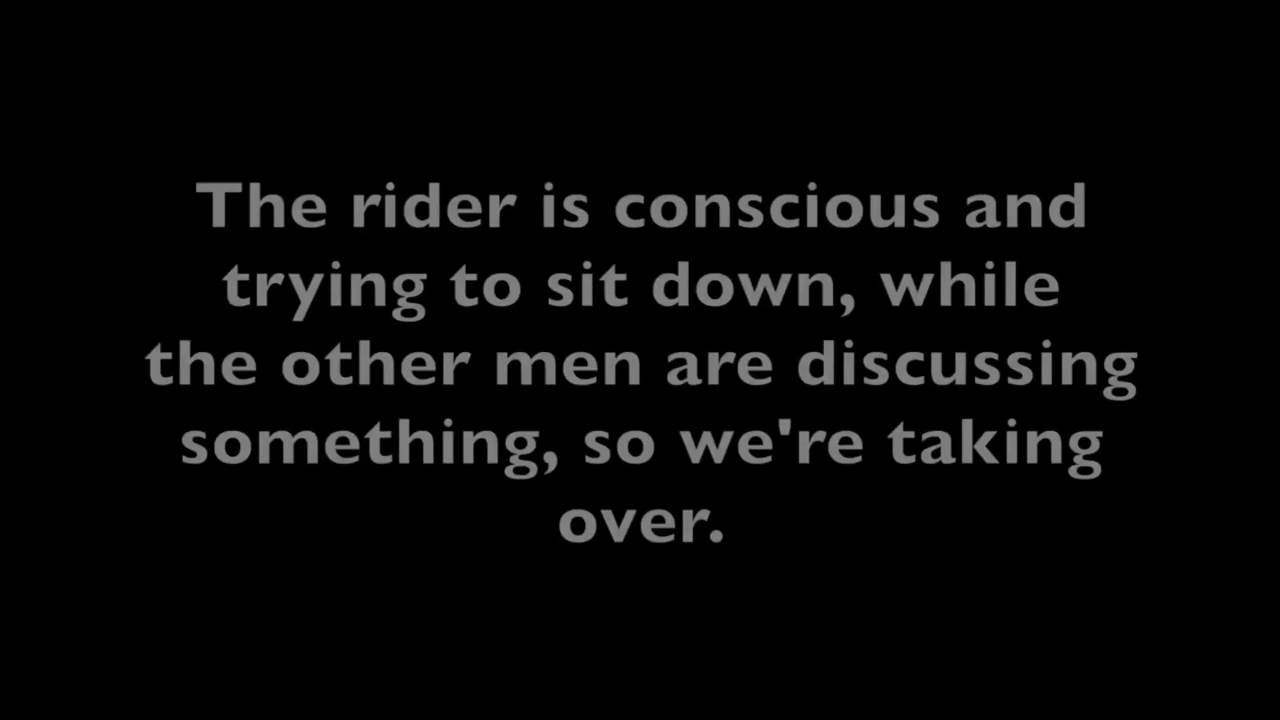 The rider is conscious and
trying to sit down, while
the other men are discussing
something, so we're taking
over.